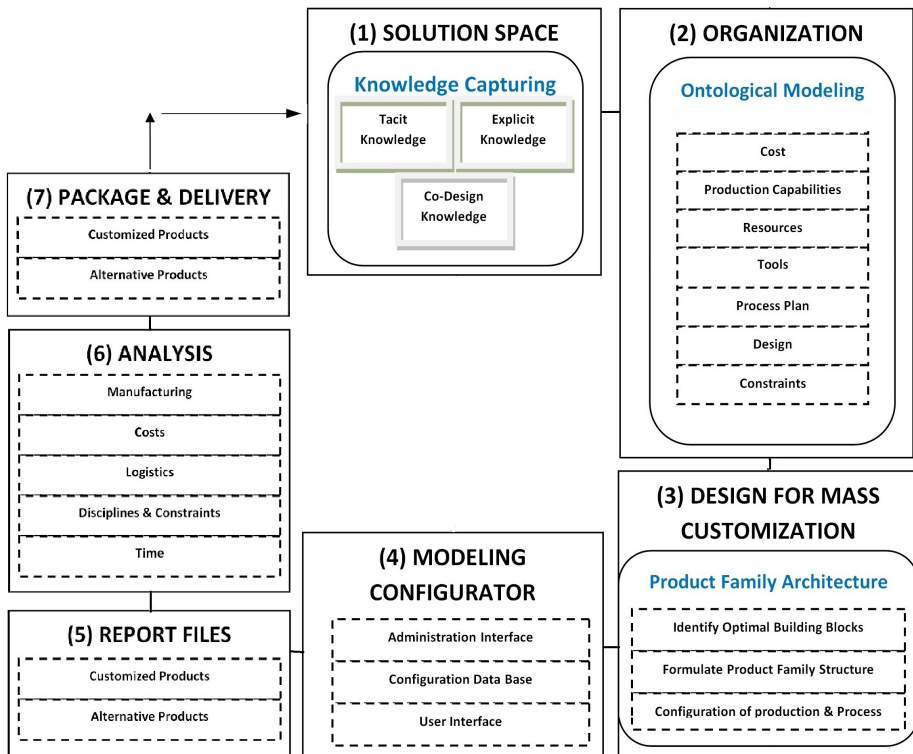 (1) SOLUTION SPACE
Knowledge Capturing
Tacit
Knowledge
Explicit
Knowledge
Co-Design
Knowledge
(2) ORGANIZATION
Ontological Modeling
Cost
Production Capabilities
Resources
Tools
Process Plan
Design
Constraints
(3) DESIGN FOR MASS
CUSTOMIZATION
Product Family Architecture
Identify Optimal Building Blocks
Formulate Product Family Structure
Configuration of production & Process
(4) MODELING
CONFIGURATOR
Administration Interface
Configuration Data Base
User Interface
(5) REPORT FILES
Customized Products
Alternative Products
(6) ANALYSIS
Manufacturing
Costs
Logistics
Disciplines & Constraints
Time
(7) PACKAGE & DELIVERY
Customized Products
Alternative Products